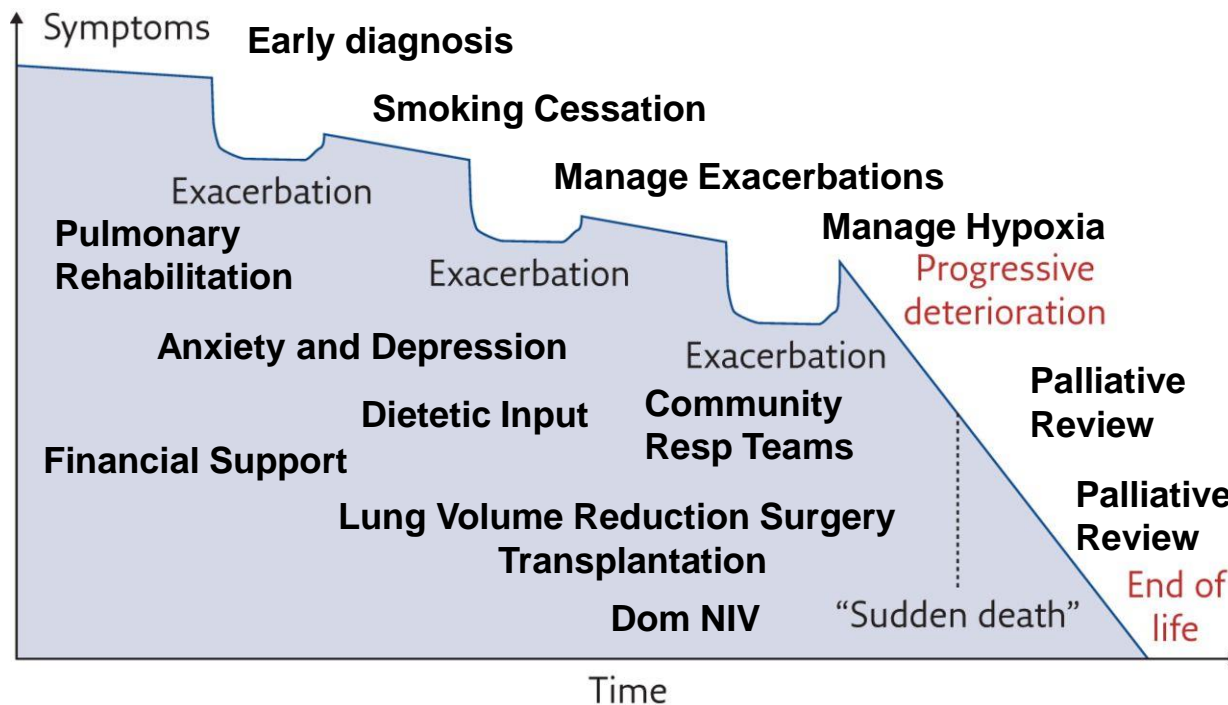 Symptoms
Early diagnosis
Smoking Cessation
Exacerbation
Manage Exacerbations
Pulmonary
Rehabilitation
Manage Hypoxia
Exacerbation
Progressive
deterioration
Anxiety and Depression
Exacerbation
Palliative
Review
Dietetic Input
Community
Resp Teams
Financial Support
Lung Volume Reduction Surgery
Transplantation
Palliative
Review
Dom NIV
“Sudden death”
End of
life
Time